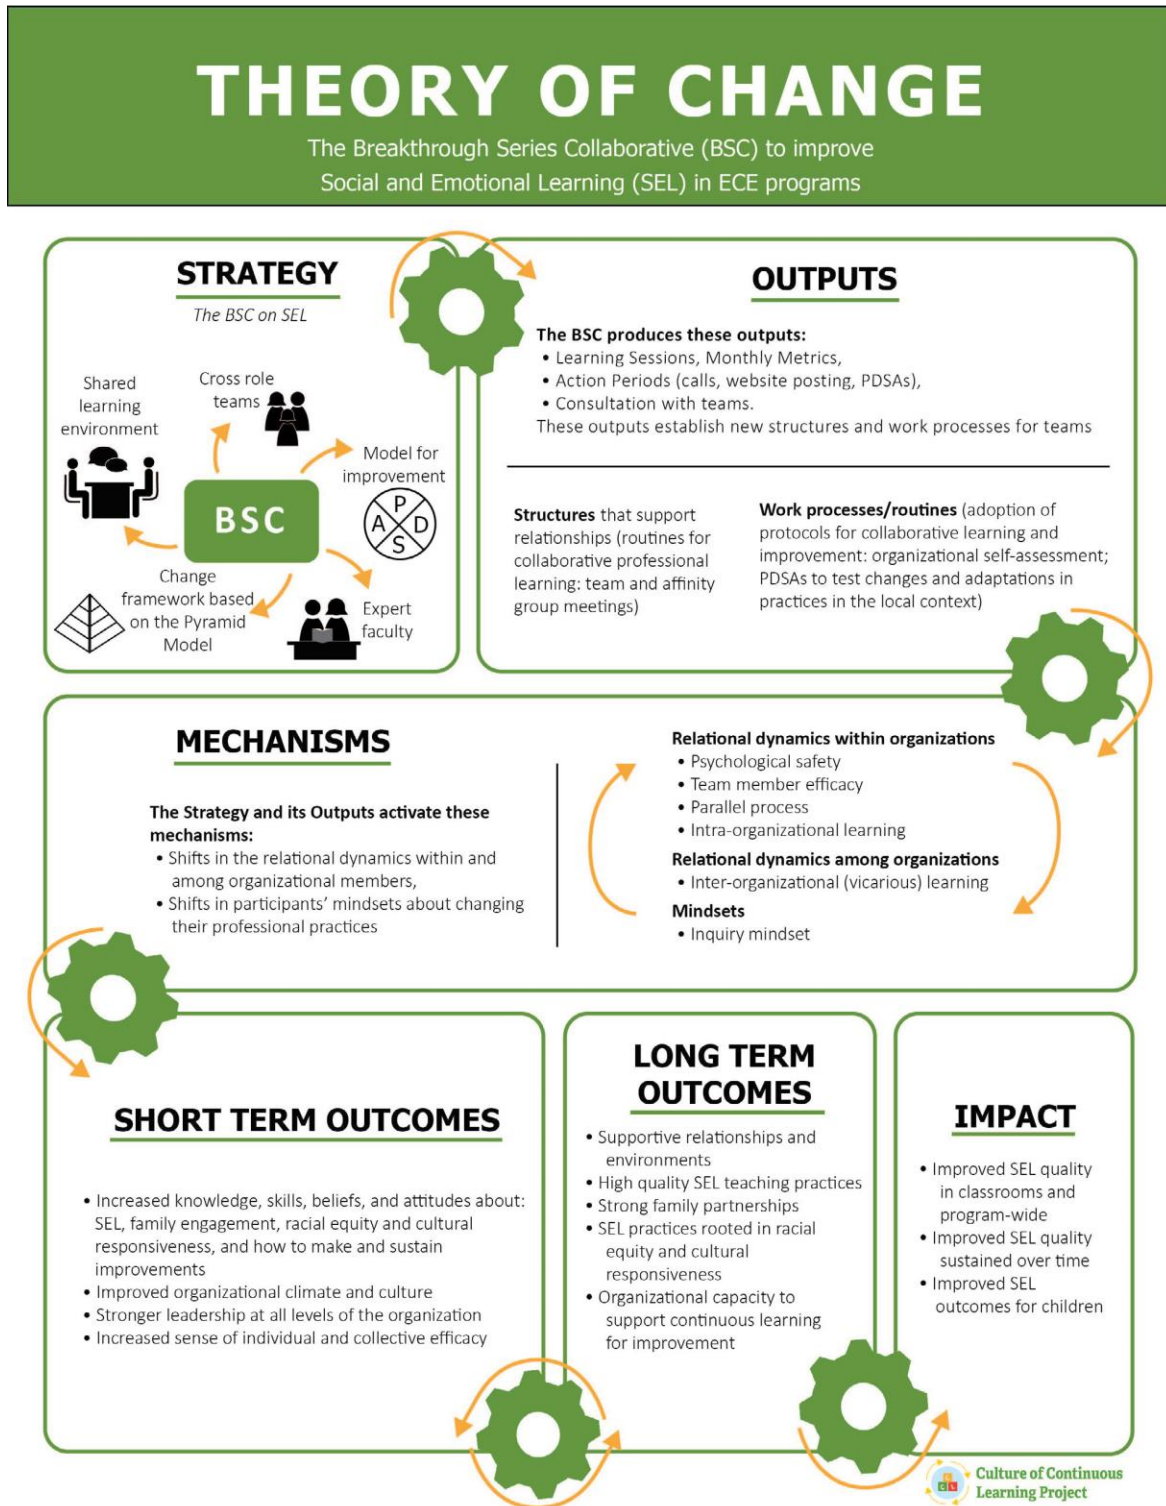 THEORY OF CHANGE
The Breakthrough Series Collaborative (BSC) to improve
Social and Emotional Learning (SEL) in ECE programs
STRATEGY
The BSC on SEL
Shared
learning
environment
Cross role
teams
Model for
improvement
P
A
D
S
BSC
Change
framework based
on the Pyramid
Model
Expert
faculty
OUTPUTS
The BSC produces these outputs:
• Learning Sessions, Monthly Metrics,
• Action Periods (calls, website posting, PDSAs),
• Consultation with teams.
These outputs establish new structures and work processes for teams
Structures that support
relationships (routines for
collaborative professional
learning: team and affinity
group meetings)
Work processes/routines (adoption of
protocols for collaborative learning and
improvement: organizational self-assessment;
PDSAs to test changes and adaptations in
practices in the local context)
MECHANISMS
The Strategy and its Outputs activate these
mechanisms:
• Shifts in the relational dynamics within and
among organizational members,
• Shifts in participants’ mindsets about changing
their professional practices
Relational dynamics within organizations
• Psychological safety
• Team member efficacy
• Parallel process
• Intra-organizational learning
Relational dynamics among organizations
• Inter-organizational (vicarious) learning
Mindsets
• Inquiry mindset
SHORT TERM OUTCOMES
• Increased knowledge, skills, beliefs, and attitudes about:
SEL, family engagement, racial equity and cultural
responsiveness, and how to make and sustain
improvements
• Improved organizational climate and culture
• Stronger leadership at all levels of the organization
• Increased sense of individual and collective efficacy
LONG TERM
OUTCOMES
• Supportive relationships and
environments
• High quality SEL teaching practices
• Strong family partnerships
• SEL practices rooted in racial
equity and cultural
responsiveness
• Organizational capacity to
support continuous learning
for improvement
IMPACT
• Improved SEL quality
in classrooms and
program-wide
• Improved SEL quality
sustained over time
• Improved SEL
outcomes for children
Culture of Continuous
Learning Project